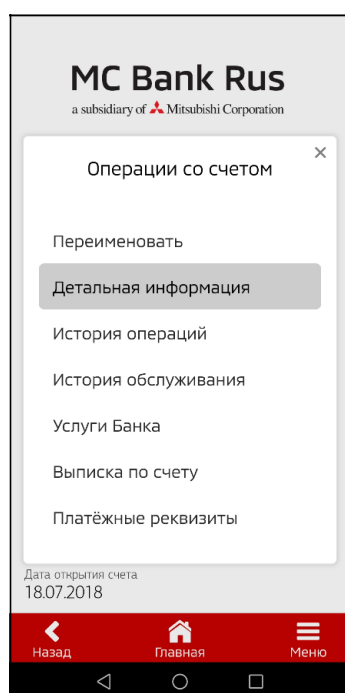 MC Bank Rus
a subsidiary of Mitsubishi Corporation
Операции со счетом
Переименовать
Детальная информация
История операций
История обслуживания
Услуги Банка
Выписка по счету
Платёжные реквизиты
Дата открытия счета
18.07.2018
Назад Главная Меню